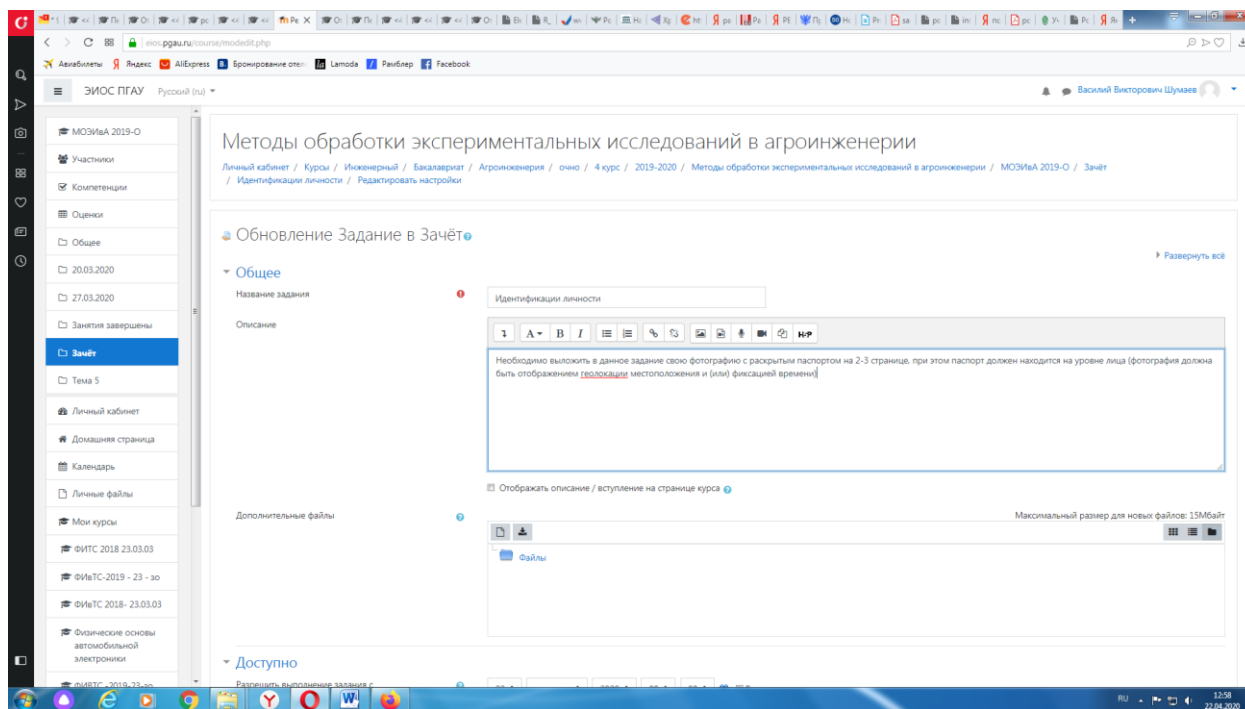 eios.pgau.ru/course/modedit.php
Авиабилеты Яндекс AliExpress Бронирование отел Lamoda Рамблер Facebook
ЭИОС ПГАУ Русский (ru)
Василий Викторович Шумаев
МОЭИвА 2019-О
Участники
Компетенции
Оценки
Общее
20.03.2020
27.03.2020
Занятия завершены
Зачёт
Тема 5
Личный кабинет
Домашняя страница
Календарь
Личные файлы
Мои курсы
ФИТС 2018 23.03.03
ФИвТС-2019 - 23 - зо
ФИвТС 2018- 23.03.03
Физические основы
автомобильной
электроники
Методы обработки экспериментальных исследований в агроинженерии
Личный кабинет / Курсы / Инженерный / Бакалавриат / Агроинженерия / очно / 4 курс / 2019-2020 / Методы обработки экспериментальных исследований в агроинженерии / МОЭИвА 2019-О / Зачёт
/ Идентификации личности / Редактировать настройки
Обновление Задание в Зачёт
Развернуть всё
Общее
Название задания
Идентификации личности
Описание
Необходимо выложить в данное задание свою фотографию с раскрытым паспортом на 2-3 странице, при этом паспорт должен находится на уровне лица (фотография должна
быть отображением геолокации местоположения и (или) фиксацией времени)
Отображать описание / вступление на странице курса
Дополнительные файлы
Максимальный размер для новых файлов: 15Мбайт
Файлы
Доступно
Разрешить выполнение задания с
RU
12:58
22.04.2020